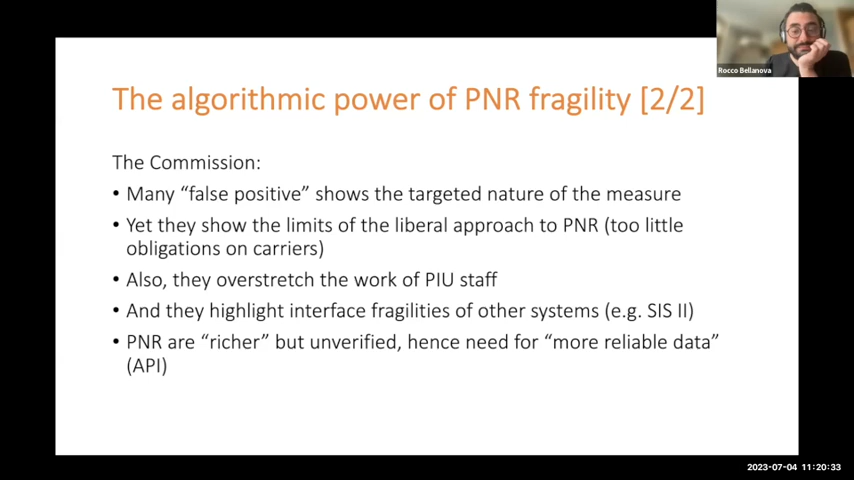 Rocco Bellanova
The algorithmic power of PNR fragility [2/2]
The Commission:
• Many “false positive” shows the targeted nature of the measure
• Yet they show the limits of the liberal approach to PNR (too little
obligations on carriers)
• Also, they overstretch the work of PIU staff
• And they highlight interface fragilities of other systems (e.g. SIS II)
• PNR are “richer” but unverified, hence need for “more reliable data”
(API)
2023-07-04 11:20:33